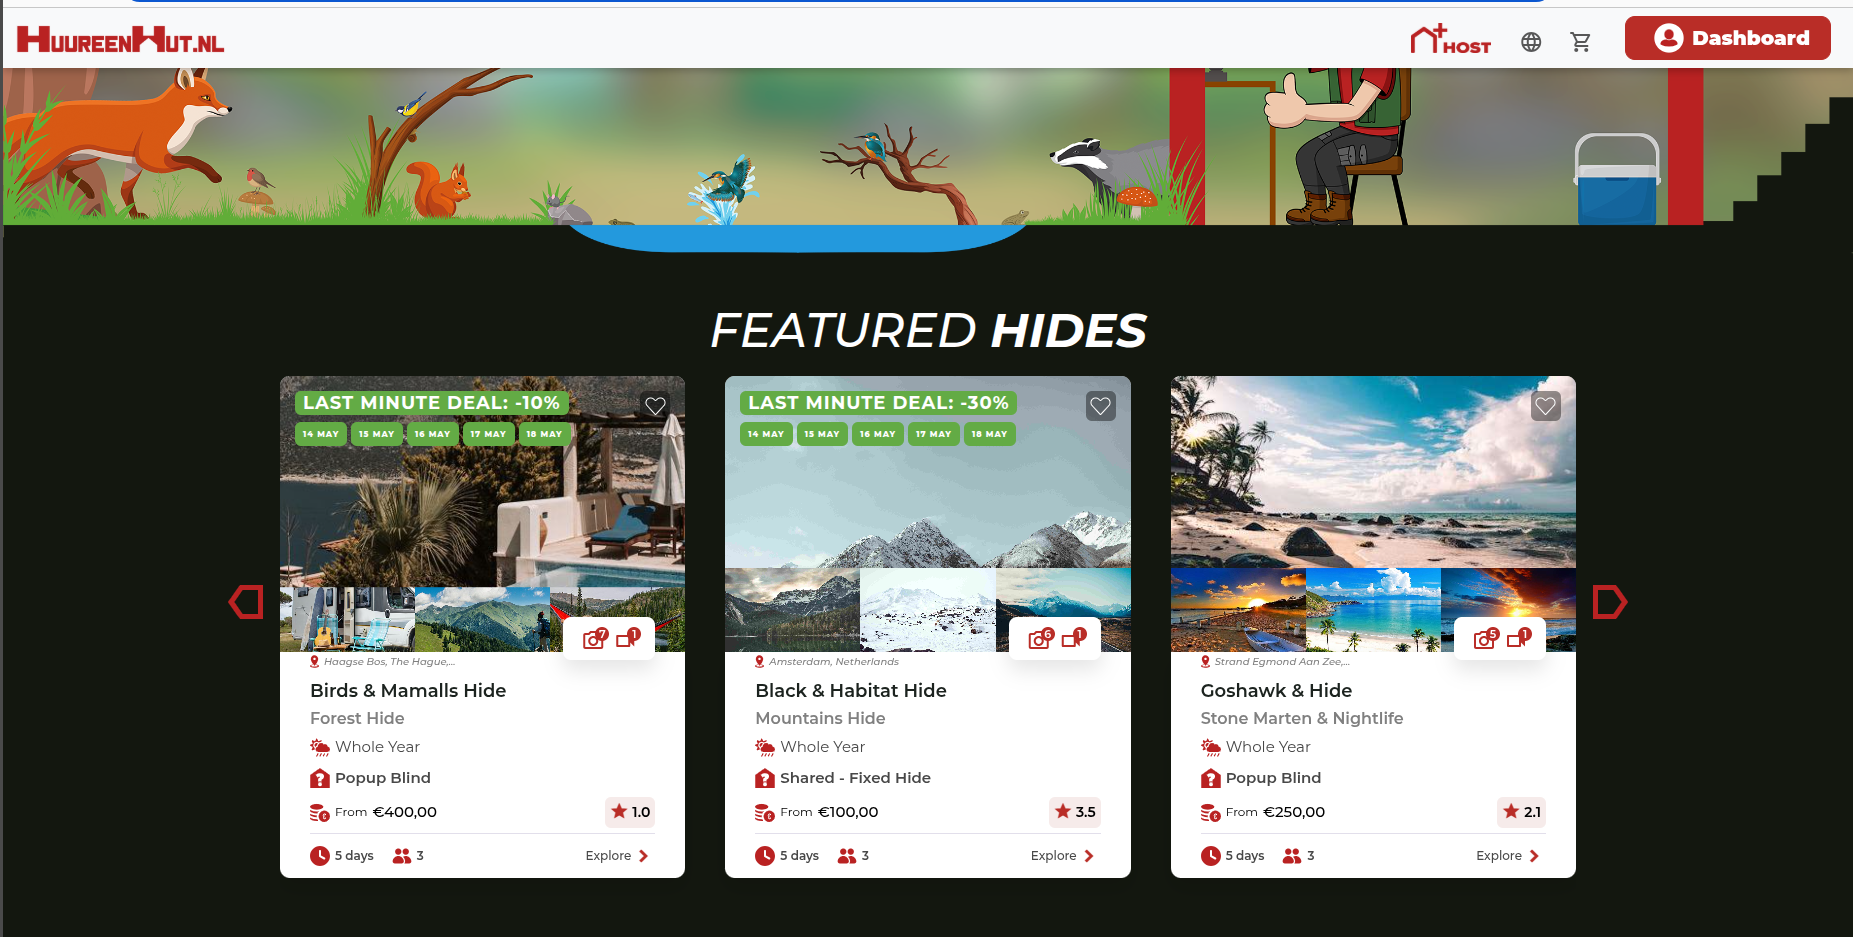 HUUREENHUT.NL
HOST
Dashboard
FEATURED HIDES
LAST MINUTE DEAL: -10%
14 MAY 15 MAY 16 MAY 17 MAY 18 MAY
7 1
Haagse Bos, The Hague,...
Birds & Mamalls Hide
Forest Hide
Whole Year
Popup Blind
From €400,00
1.0
5 days 3 Explore
LAST MINUTE DEAL: -30%
14 MAY 15 MAY 16 MAY 17 MAY 18 MAY
6 1
Amsterdam, Netherlands
Black & Habitat Hide
Mountains Hide
Whole Year
Shared - Fixed Hide
From €100,00
3.5
5 days 3 Explore
5 1
Strand Egmond Aan Zee,...
Goshawk & Hide
Stone Marten & Nightlife
Whole Year
Popup Blind
From €250,00
2.1
5 days 3 Explore